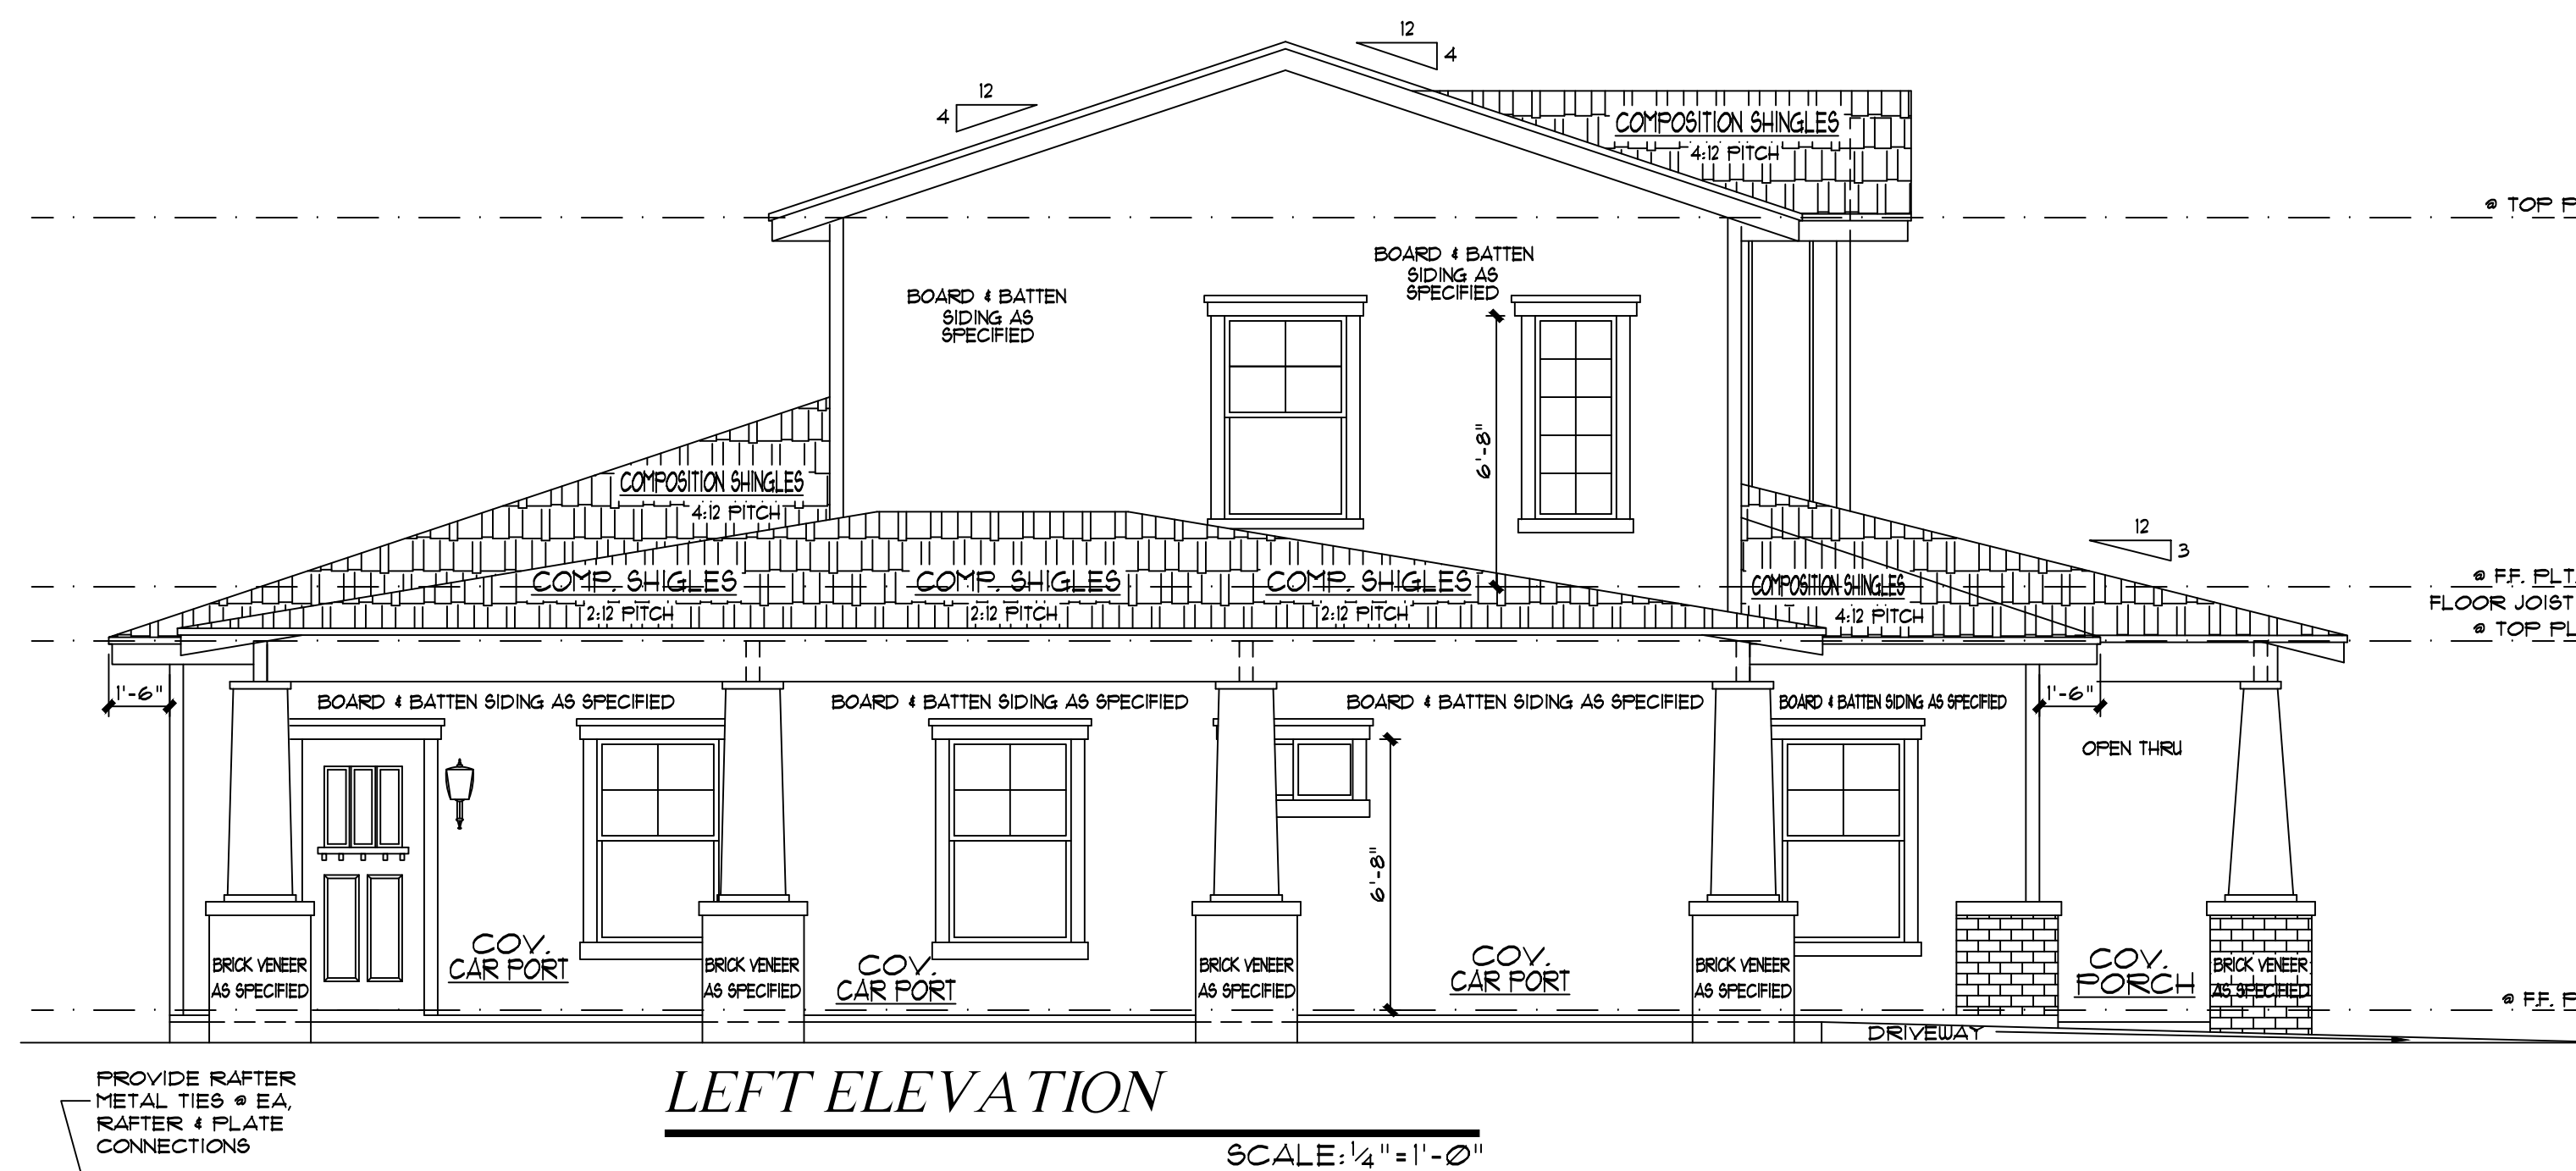 12
4
12
4
COMPOSITION SHINGLES
4:12 PITCH
@ TOP P
BOARD & BATTEN
SIDING AS
SPECIFIED
BOARD & BATTEN
SIDING AS
SPECIFIED
6'-8"
COMPOSITION SHINGLES
4:12 PITCH
12
3
COMP. SHIGLES
2:12 PITCH
COMP. SHIGLES
2:12 PITCH
COMP. SHIGLES
2:12 PITCH
COMPOSITION SHINGLES
4:12 PITCH
@ F.F. PLT.
FLOOR JOIST
@ TOP PL
1'-6"
BOARD & BATTEN SIDING AS SPECIFIED
BOARD & BATTEN SIDING AS SPECIFIED
BOARD & BATTEN SIDING AS SPECIFIED
BOARD & BATTEN SIDING AS SPECIFIED
1'-6"
OPEN THRU
6'-8"
COV.
CAR PORT
COV.
CAR PORT
COV.
CAR PORT
COV.
PORCH
BRICK VENEER
AS SPECIFIED
BRICK VENEER
AS SPECIFIED
BRICK VENEER
AS SPECIFIED
BRICK VENEER
AS SPECIFIED
BRICK VENEER
AS SPECIFIED
@ F.F. P
DRIVEWAY
PROVIDE RAFTER
METAL TIES @ EA,
RAFTER & PLATE
CONNECTIONS
LEFT ELEVATION
SCALE:1/4"=1'-0"